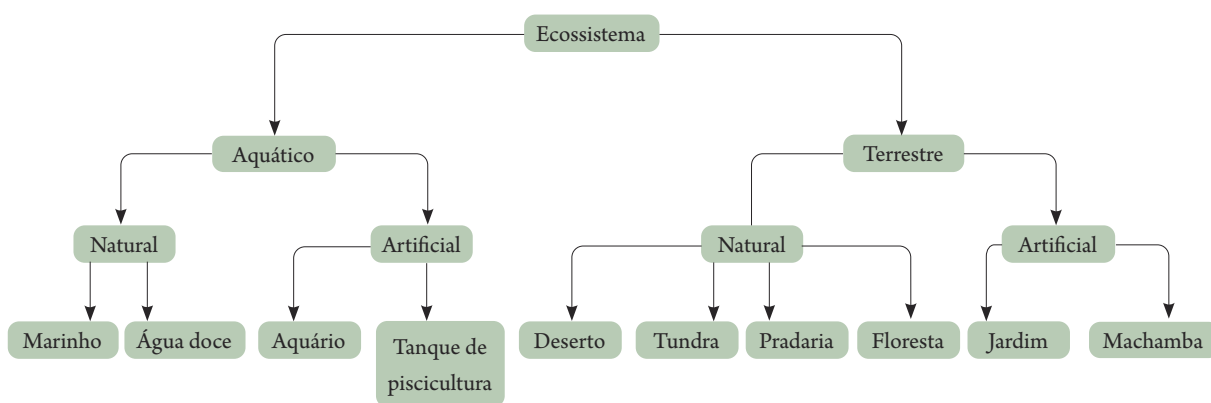 Ecossistema
Aquático
Terrestre
Natural
Artificial
Natural
Artificial
Marinho
Água doce
Aquário
Tanque de
piscicultura
Deserto
Tundra
Pradaria
Floresta
Jardim
Machamba